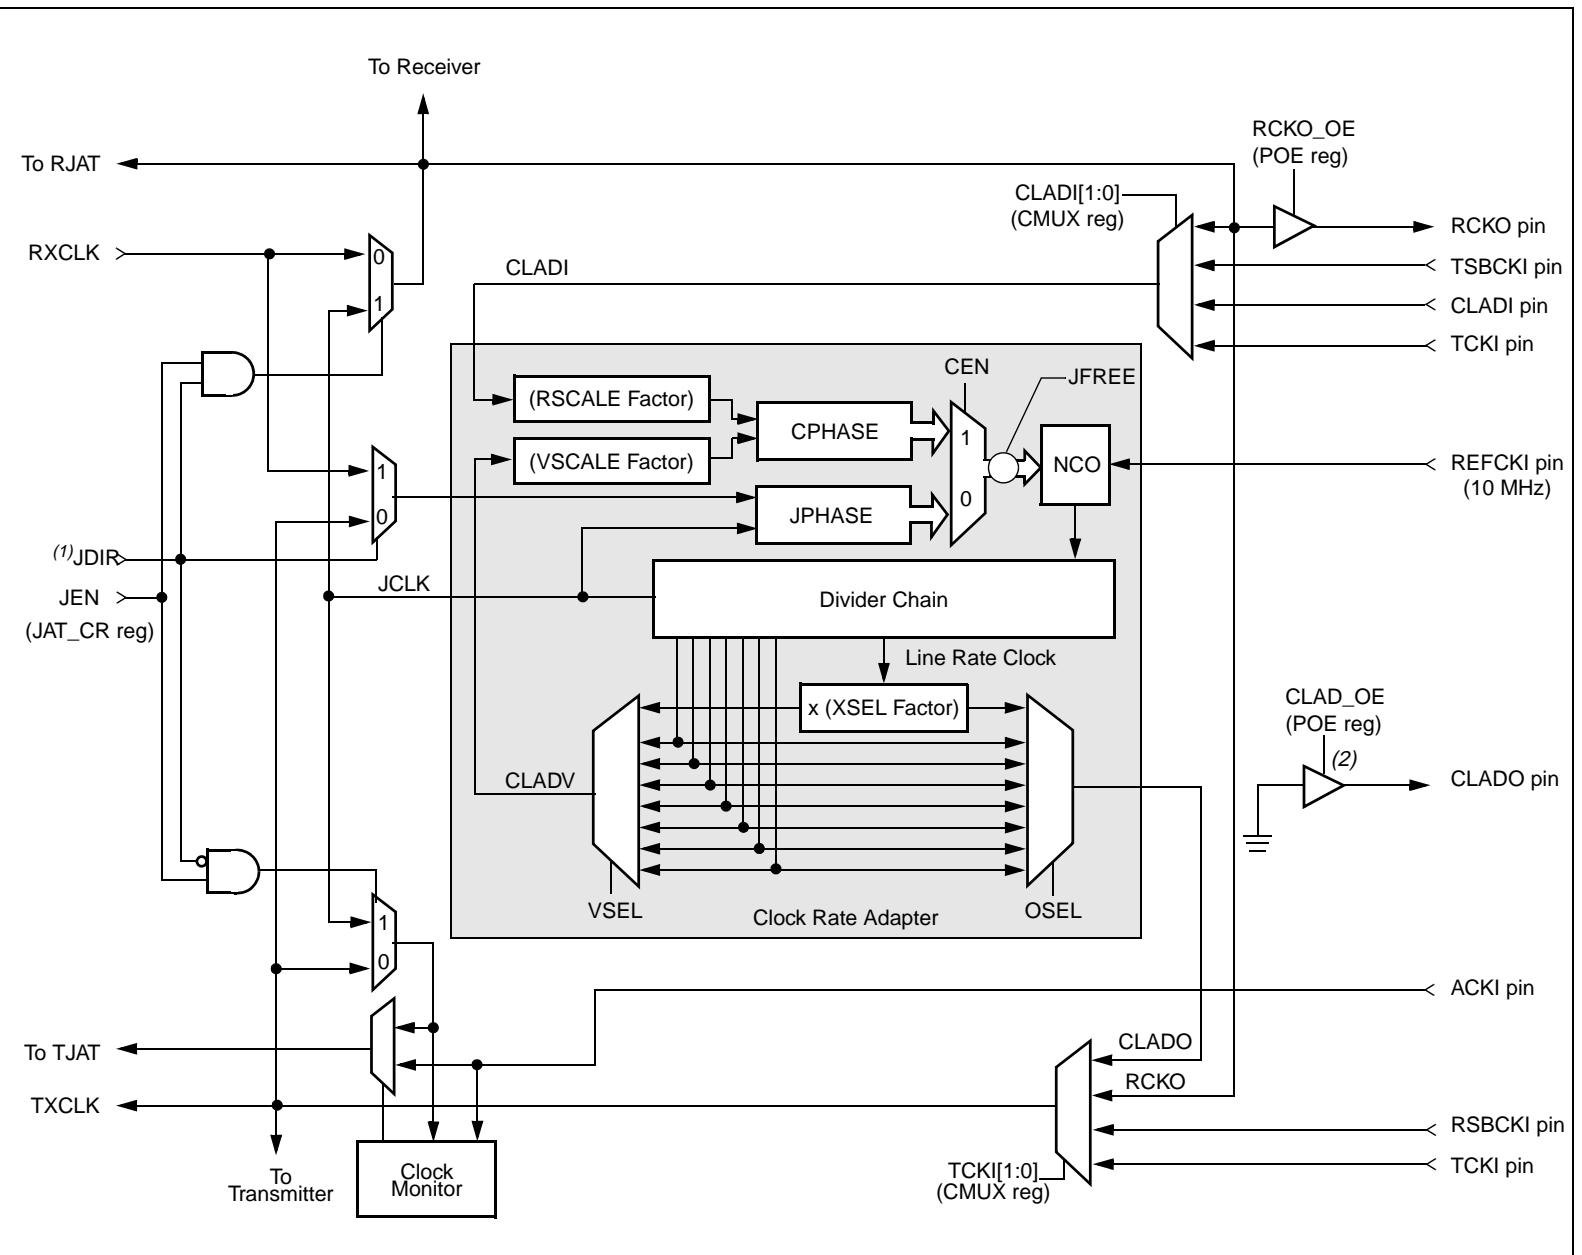 To Receiver
RCKO_OE
(POE reg)
To RJAT
CLADI[1:0]
(CMUX reg)
RCKO pin
RXCLK
0
CLADI
TSBCKI pin
1
CLADI pin
TCKI pin
CEN
JFREE
(RSCALE Factor)
CPHASE
1
(VSCALE Factor)
NCO
REFCKI pin
(10 MHz)
1
0
0
JPHASE
(1)JDIR
JCLK
JEN
(JAT_CR reg)
Divider Chain
Line Rate Clock
x (XSEL Factor)
CLAD_OE
(POE reg)
(2)
CLADV
CLADO pin
VSEL
Clock Rate Adapter
OSEL
1
0
ACKI pin
To TJAT
CLADO
RCKO
TXCLK
RSBCKI pin
TCKI pin
To
Transmitter
Clock
Monitor
TCKI[1:0]
(CMUX reg)